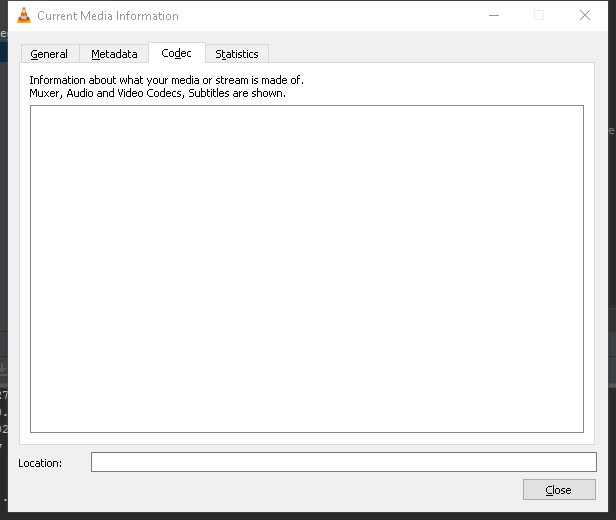 Current Media Information
General Metadata Codec Statistics
Information about what your media or stream is made of.
Muxer, Audio and Video Codecs, Subtitles are shown.
Location:
Close